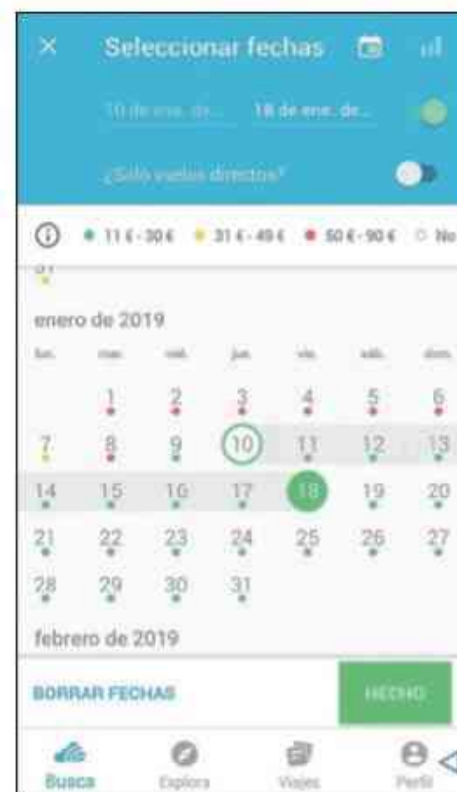 Seleccionar fechas
10 de ene. de... 18 de ene. de...
¿Solo vuelos directos?
11 € - 30 € 31 € - 49 € 50 € - 90 € No
31
enero de 2019
lun. mar. mié. jue. vie. sáb. dom.
1 2 3 4 5 6
7 8 9 10 11 12 13
14 15 16 17 18 19 20
21 22 23 24 25 26 27
28 29 30 31
febrero de 2019
BORRAR FECHAS HECHO
Busca Explora Viajes Perfil